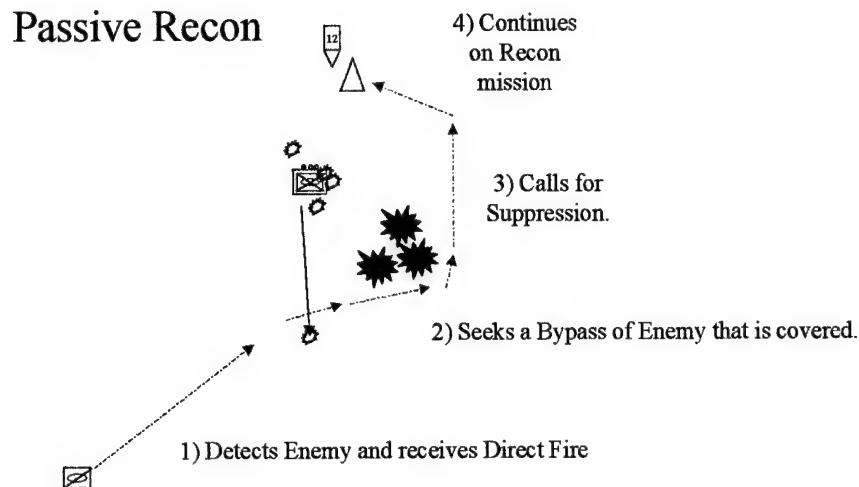 Passive Recon
12
4) Continues
on Recon
mission
3) Calls for
Suppression.
2) Seeks a Bypass of Enemy that is covered.
1) Detects Enemy and receives Direct Fire